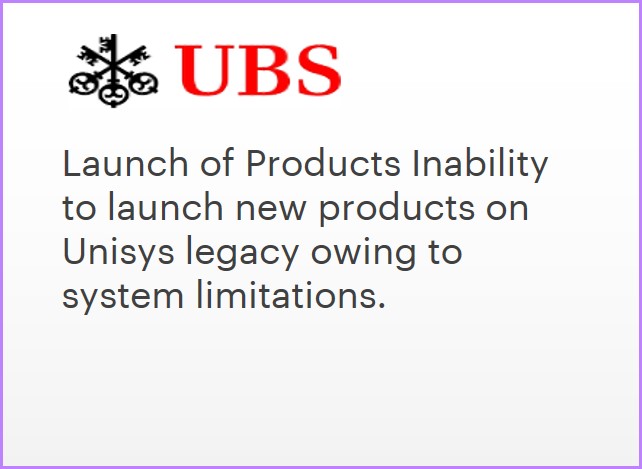 UBS
Launch of Products Inability
to launch new products on
Unisys legacy owing to
system limitations.